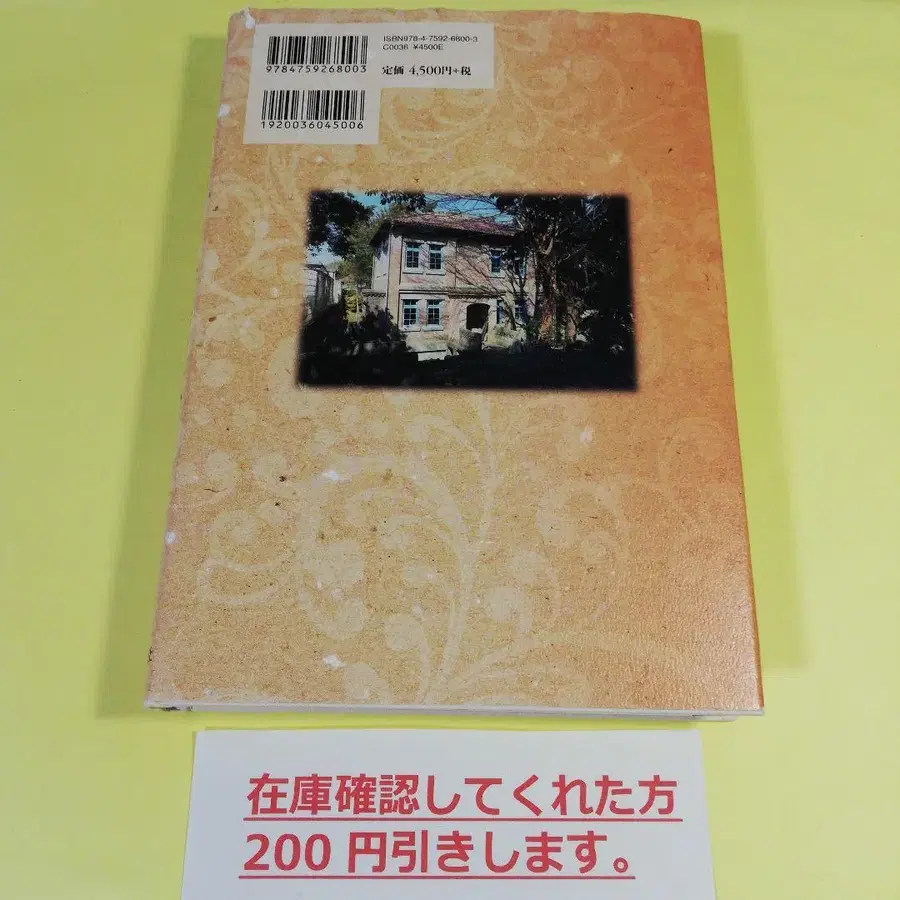 ISBN978-4-7592-6800-3
C0036 ¥4500E
定価 4,500円+税
9784759268003
1920036045006
在庫確認してくれた方
200 円引きします。